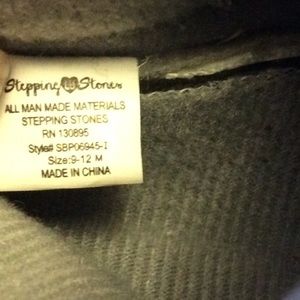 Stepping Stones
ALL MAN MADE MATERIALS
STEPPING STONES
RN 130895
Style# SBP06945-I
Size:9-12 M
MADE IN CHINA